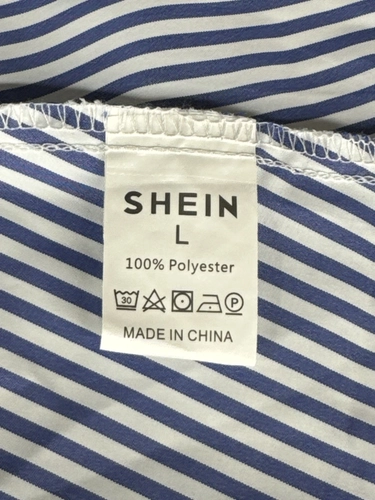 SHEIN
L
100% Polyester
30 P
MADE IN CHINA